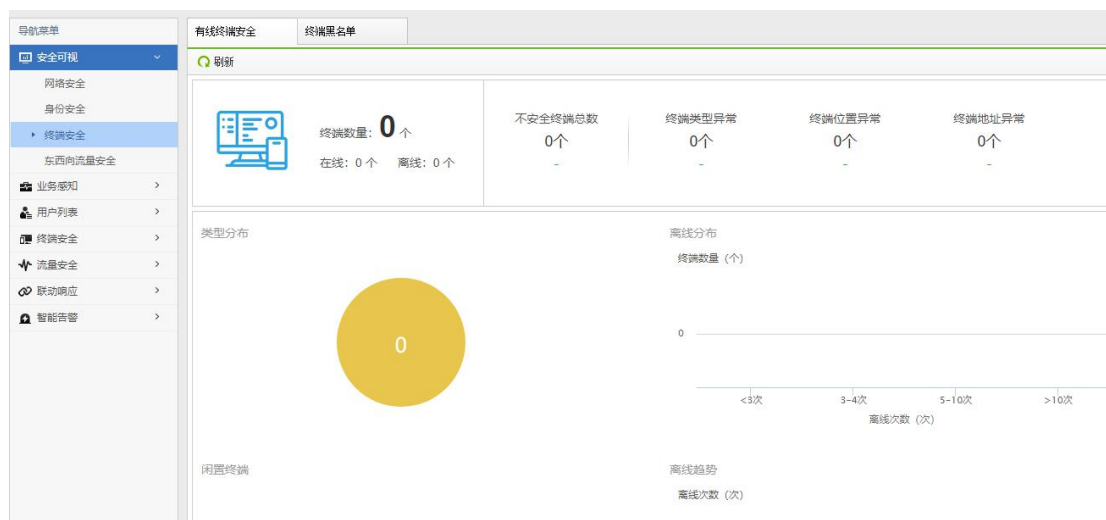 导航菜单
安全可视
网络安全
身份安全
终端安全
东西向流量安全
业务感知
用户列表
终端安全
流量安全
联动响应
智能告警
有线终端安全 终端黑名单
刷新
终端数量: 0 个
在线: 0 个 离线: 0 个
不安全终端总数 终端类型异常 终端位置异常 终端地址异常
0个 0个 0个 0个
- - - -
类型分布
0
离线分布
终端数量 (个)
0
<3次 3-4次 5-10次 >10次
离线次数 (次)
闲置终端
离线趋势
离线次数 (次)